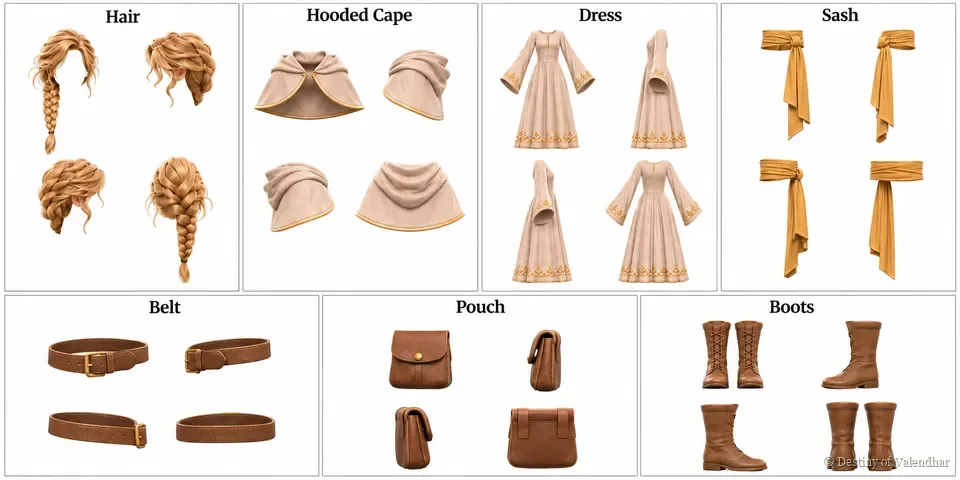 Hair
Hooded Cape
Dress
Sash
Belt
Pouch
Boots
© Destiny of Valendhar